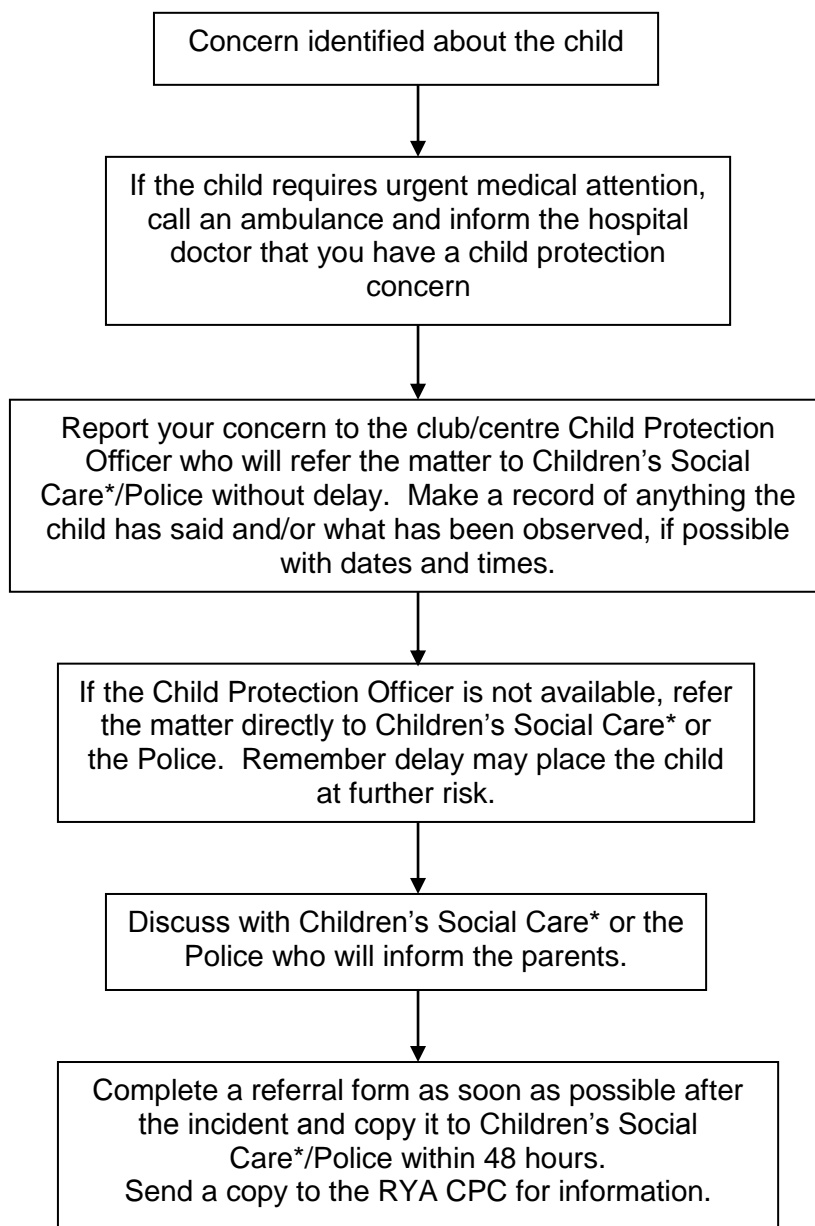 Concern identified about the child
If the child requires urgent medical attention,
call an ambulance and inform the hospital
doctor that you have a child protection
concern
Report your concern to the club/centre Child Protection
Officer who will refer the matter to Children's Social
Care*/Police without delay.  Make a record of anything the
child has said and/or what has been observed, if possible
with dates and times.
If the Child Protection Officer is not available, refer
the matter directly to Children's Social Care* or
the Police.  Remember delay may place the child
at further risk.
Discuss with Children's Social Care* or the
Police who will inform the parents.
Complete a referral form as soon as possible after
the incident and copy it to Children's Social
Care*/Police within 48 hours.
Send a copy to the RYA CPC for information.